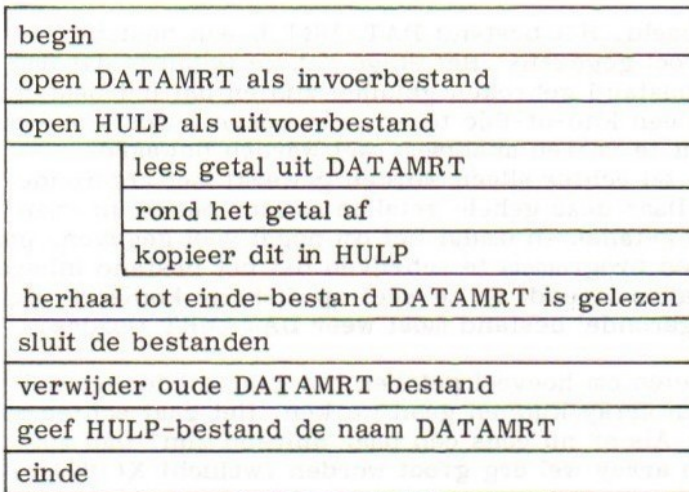 begin
open DATAMRT als invoerbestand
open HULP als uitvoerbestand
lees getal uit DATAMRT
rond het getal af
kopieer dit in HULP
herhaal tot einde-bestand DATAMRT is gelezen
sluit de bestanden
verwijder oude DATAMRT bestand
geef HULP-bestand de naam DATAMRT
einde